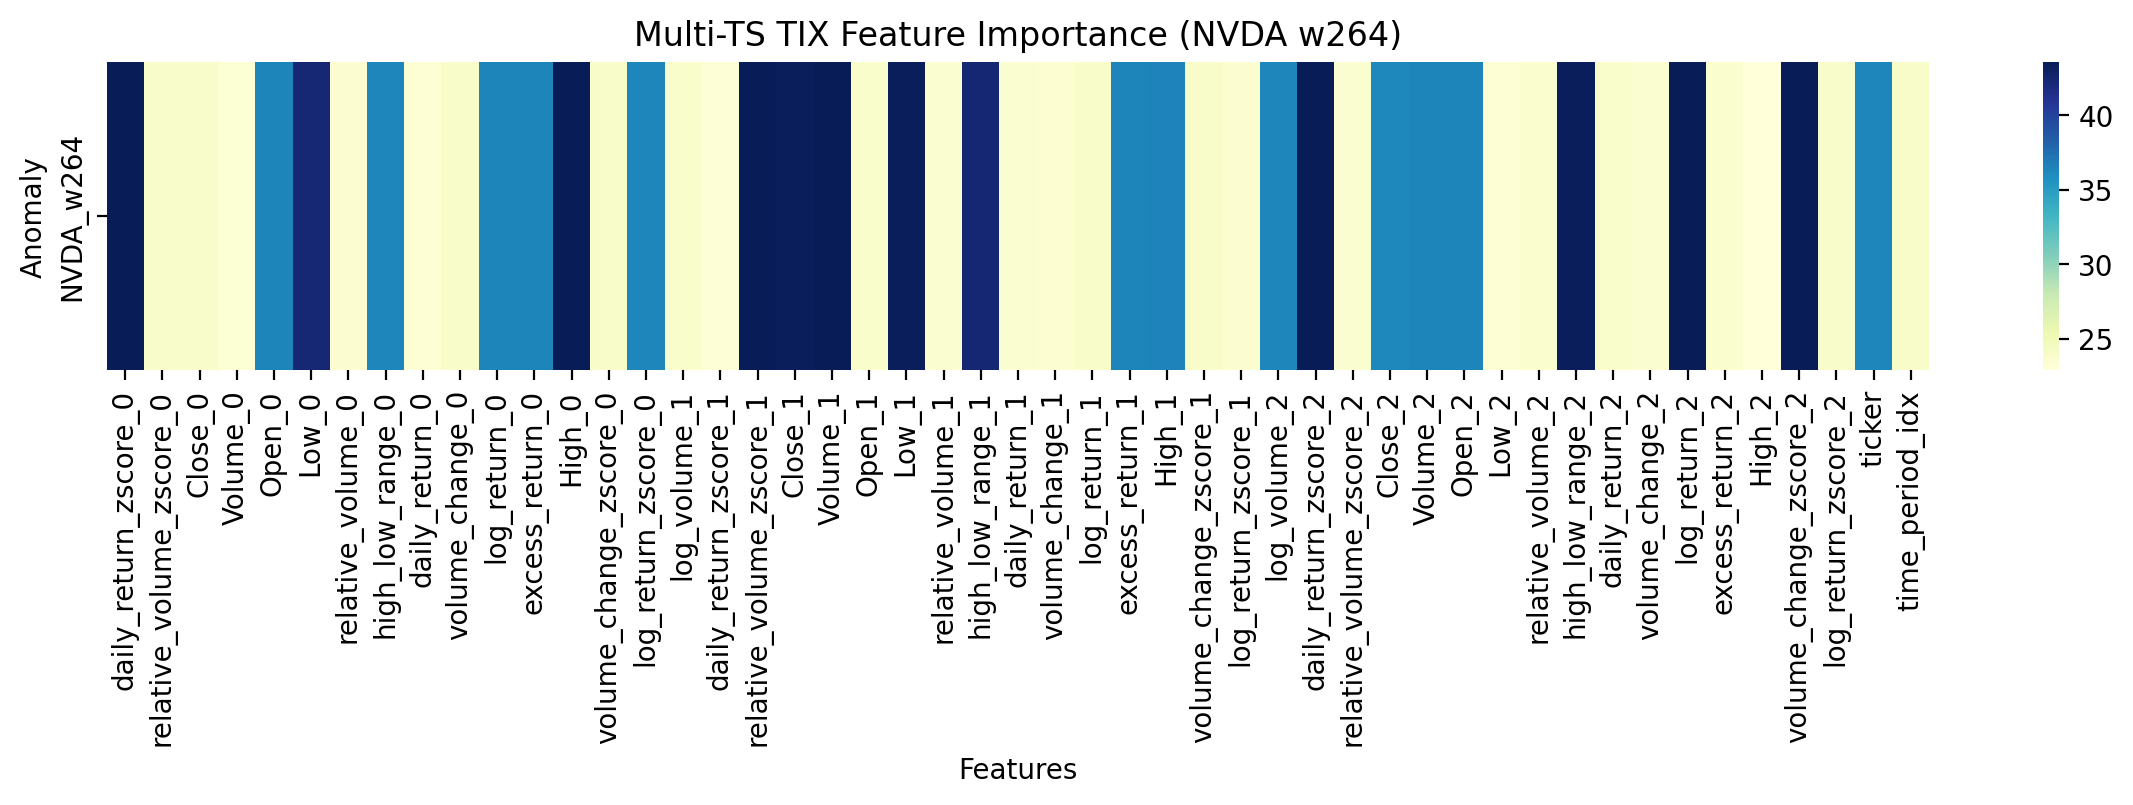 Multi-TS TIX Feature Importance (NVDA w264)
Anomaly
NVDA_w264
40
35
30
25
daily_return_zscore_0
relative_volume_zscore_0
Close_0
Volume_0
Open_0
Low_0
relative_volume_0
high_low_range_0
daily_return_0
volume_change_0
log_return_0
excess_return_0
High_0
volume_change_zscore_0
log_return_zscore_0
log_volume_1
daily_return_zscore_1
relative_volume_zscore_1
Close_1
Volume_1
Open_1
Low_1
relative_volume_1
high_low_range_1
daily_return_1
volume_change_1
log_return_1
excess_return_1
High_1
volume_change_zscore_1
log_return_zscore_1
log_volume_2
daily_return_zscore_2
relative_volume_zscore_2
Close_2
Volume_2
Open_2
Low_2
relative_volume_2
high_low_range_2
daily_return_2
volume_change_2
log_return_2
excess_return_2
High_2
volume_change_zscore_2
log_return_zscore_2
ticker
time_period_idx
Features